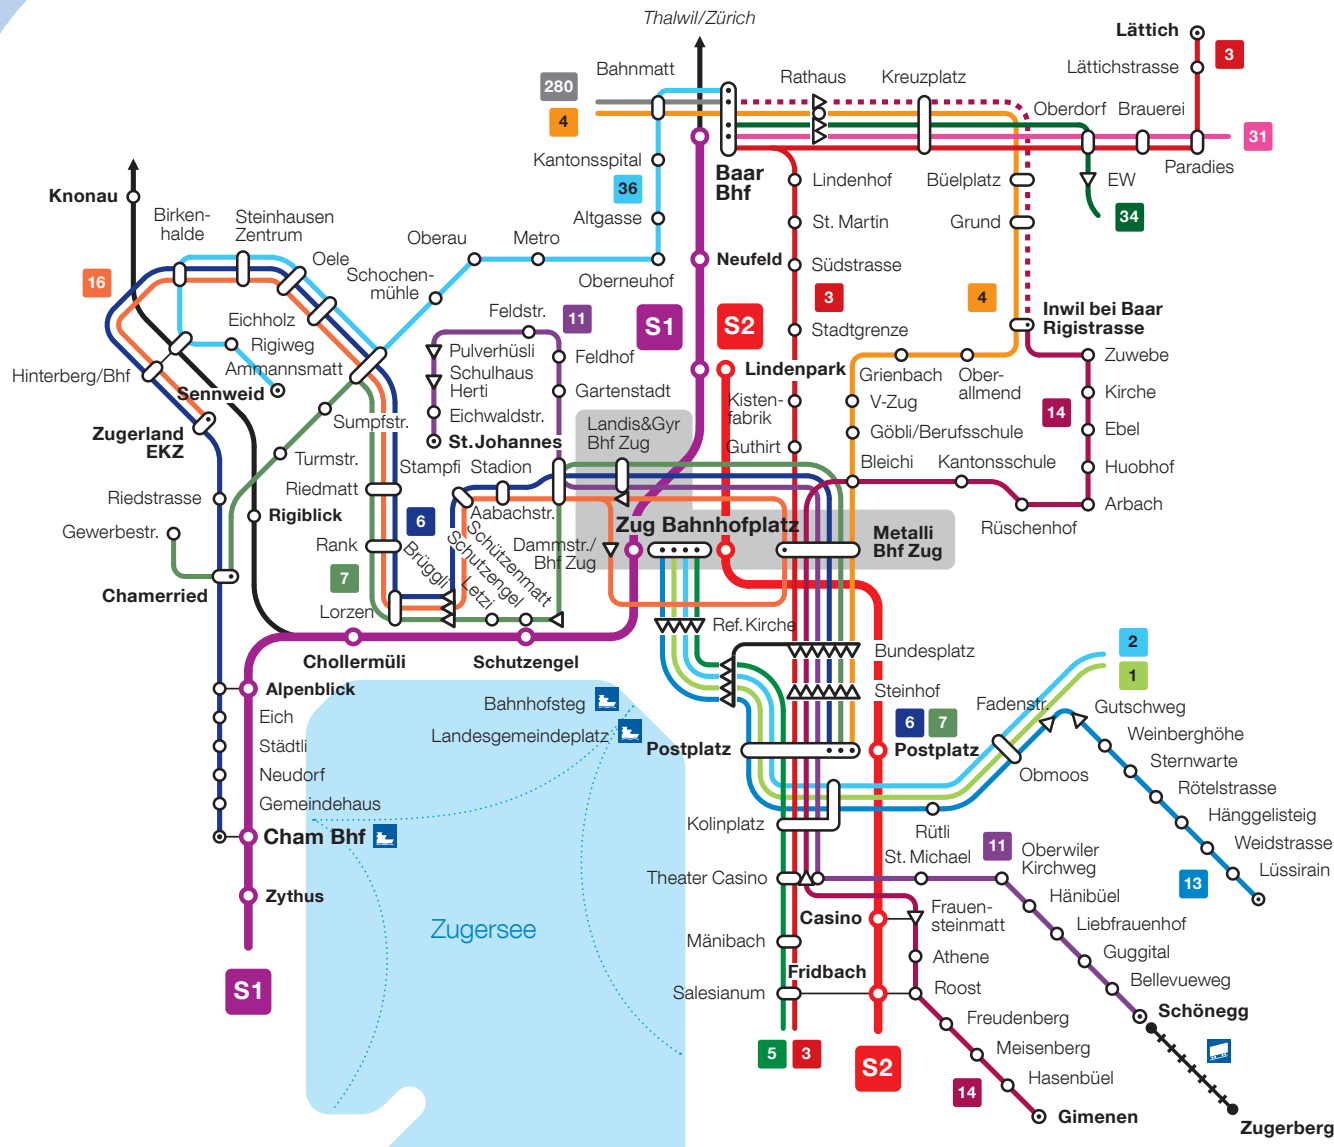 Thalwil/Zürich
Lättich
3
Lättichstrasse
Bahnmatt
Rathaus
Kreuzplatz
280
4
Oberdorf
Brauerei
31
Paradies
Kantonsspital
36
Altgasse
Baar
Bhf
Lindenhof
Büelplatz
EW
34
St. Martin
Grund
Knonau
Birken-
halde
Steinhausen
Zentrum
Oele
Oberau
Metro
Oberneuhof
Neufeld
Südstrasse
16
Schochen-
mühle
Feldstr.
11
S1
S2
3
4
Inwil bei Baar
Rigistrasse
Stadtgrenze
Eichholz
Rigiweg
Ammannsmatt
Hinterberg/Bhf
Sennweid
Pulverhüsli
Schulhaus
Herti
Eichwaldstr.
St.Johannes
Feldhof
Gartenstadt
Lindenpark
Grienbach
Ober-
allmend
Zuwebe
Kirche
Kisten-
fabrik
V-Zug
14
Ebel
Zugerland
EKZ
Sumpfstr.
Landis&Gyr
Bhf Zug
Guthirt
Göbli/Berufsschule
Turmstr.
Stampfi
Stadion
Bleichi
Kantonsschule
Huobhof
Riedstrasse
Riedmatt
Aabachstr.
Rüschenhof
Arbach
Gewerbestr.
Rigiblick
6
Zug Bahnhofplatz
Metalli
Bhf Zug
Rank
Brüggli
Schutzengel
Schützenmatt
Letzi
Dammstr./
Bhf Zug
7
Chamerried
Lorzen
Ref. Kirche
Chollermüli
Schutzengel
Bundesplatz
2
1
Alpenblick
Bahnhofsteg
Steinhof
Eich
Landesgemeindeplatz
6
7
Fadenstr.
Gutschweg
Städtli
Postplatz
Postplatz
Weinberghöhe
Neudorf
Obmoos
Sternwarte
Gemeindehaus
Rötelstrasse
Kolinplatz
Rütli
Hänggelisteig
Cham Bhf
St. Michael
11
Oberwiler
Kirchweg
Weidstrasse
Theater Casino
13
Lüssirain
Zythus
Zugersee
Casino
Frauen-
steinmatt
Hänibüel
Liebfrauenhof
Mänibach
Athene
Guggital
S1
Fridbach
Salesianum
Roost
Bellevueweg
Schönegg
Freudenberg
5
3
S2
Meisenberg
14
Hasenbüel
Gimenen
Zugerberg